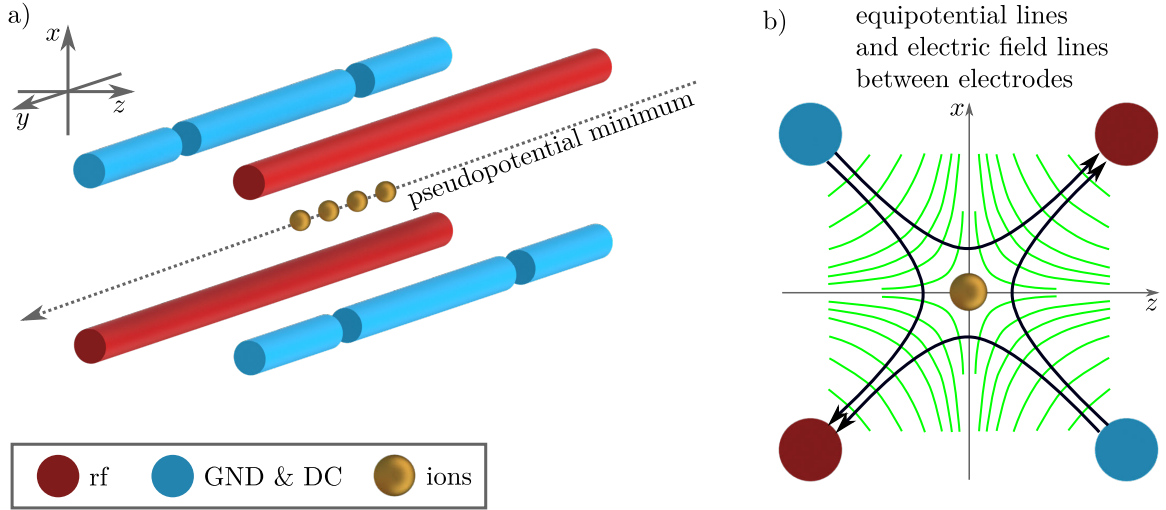 a)
x
z
y
pseudopotential minimum
rf
GND & DC
ions
b)
equipotential lines
and electric field lines
between electrodes
x
z